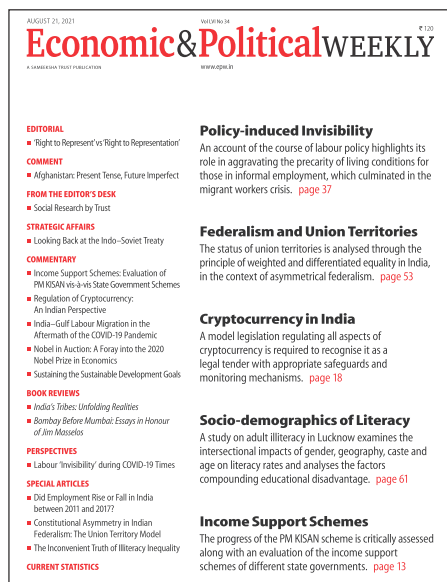 AUGUST 21, 2021
Vol LVI No 34
₹ 120
Economic&PoliticalWEEKLY
A SAMEEKSHA TRUST PUBLICATION
www.epw.in
EDITORIAL
■ ‘Right to Represent’ vs ‘Right to Representation’
COMMENT
■ Afghanistan: Present Tense, Future Imperfect
FROM THE EDITOR’S DESK
■ Social Research by Trust
STRATEGIC AFFAIRS
■ Looking Back at the Indo–Soviet Treaty
COMMENTARY
■ Income Support Schemes: Evaluation of
PM KISAN vis-à-vis State Government Schemes
■ Regulation of Cryptocurrency:
An Indian Perspective
■ India–Gulf Labour Migration in the
Aftermath of the COVID-19 Pandemic
■ Nobel in Auction: A Foray into the 2020
Nobel Prize in Economics
■ Sustaining the Sustainable Development Goals
BOOK REVIEWS
■ India’s Tribes: Unfolding Realities
■ Bombay Before Mumbai: Essays in Honour
of Jim Masselos
PERSPECTIVES
■ Labour ‘Invisibility’ during COVID-19 Times
SPECIAL ARTICLES
■ Did Employment Rise or Fall in India
between 2011 and 2017?
■ Constitutional Asymmetry in Indian
Federalism: The Union Territory Model
■ The Inconvenient Truth of Illiteracy Inequality
CURRENT STATISTICS
Policy-induced Invisibility
An account of the course of labour policy highlights its
role in aggravating the precarity of living conditions for
those in informal employment, which culminated in the
migrant workers crisis. page 37
Federalism and Union Territories
The status of union territories is analysed through the
principle of weighted and differentiated equality in India,
in the context of asymmetrical federalism. page 53
Cryptocurrency in India
A model legislation regulating all aspects of
cryptocurrency is required to recognise it as a
legal tender with appropriate safeguards and
monitoring mechanisms. page 18
Socio-demographics of Literacy
A study on adult illiteracy in Lucknow examines the
intersectional impacts of gender, geography, caste and
age on literacy rates and analyses the factors
compounding educational disadvantage. page 61
Income Support Schemes
The progress of the PM KISAN scheme is critically assessed
along with an evaluation of the income support
schemes of different state governments. page 13